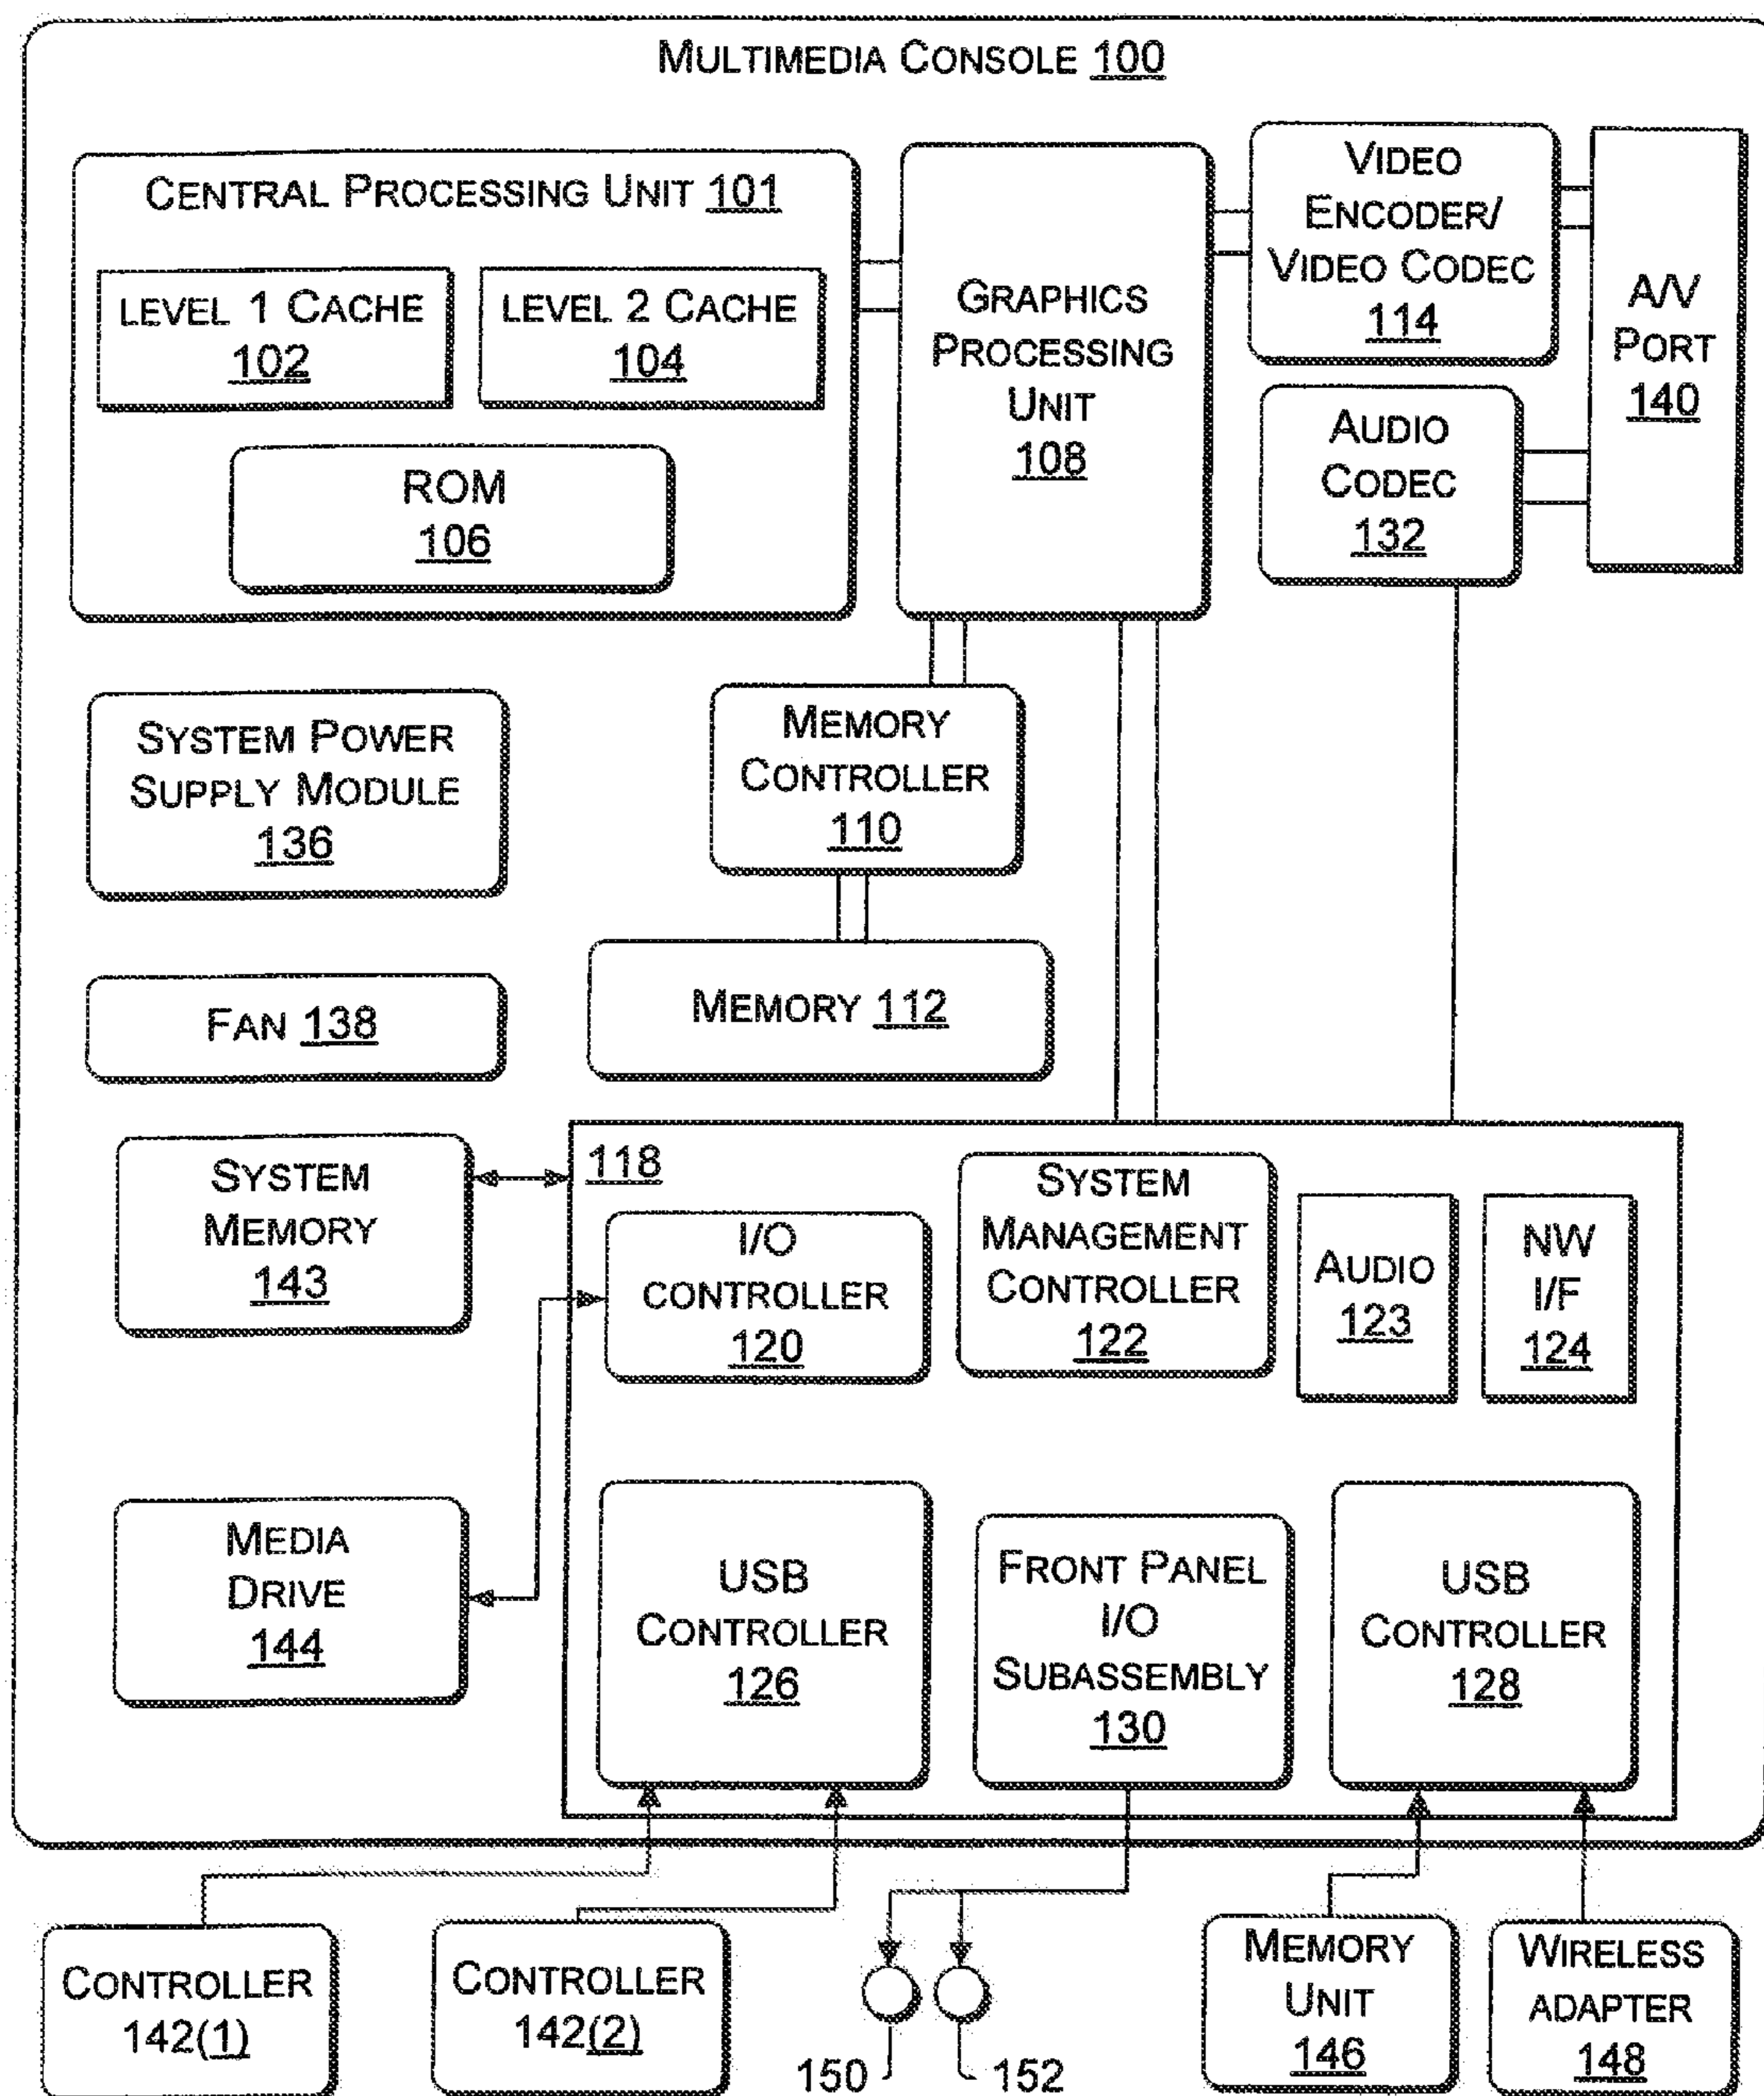 MULTIMEDIA CONSOLE 100
CENTRAL PROCESSING UNIT 101
LEVEL 1 CACHE
102
LEVEL 2 CACHE
104
ROM
106
GRAPHICS
PROCESSING
UNIT
108
VIDEO
ENCODER/
VIDEO CODEC
114
A/V
PORT
140
AUDIO
CODEC
132
SYSTEM POWER
SUPPLY MODULE
136
MEMORY
CONTROLLER
110
FAN 138
MEMORY 112
SYSTEM
MEMORY
143
118
I/O
CONTROLLER
120
SYSTEM
MANAGEMENT
CONTROLLER
122
AUDIO
123
NW
I/F
124
MEDIA
DRIVE
144
USB
CONTROLLER
126
FRONT PANEL
I/O
SUBASSEMBLY
130
USB
CONTROLLER
128
CONTROLLER
142(1)
CONTROLLER
142(2)
150
152
MEMORY
UNIT
146
WIRELESS
ADAPTER
148